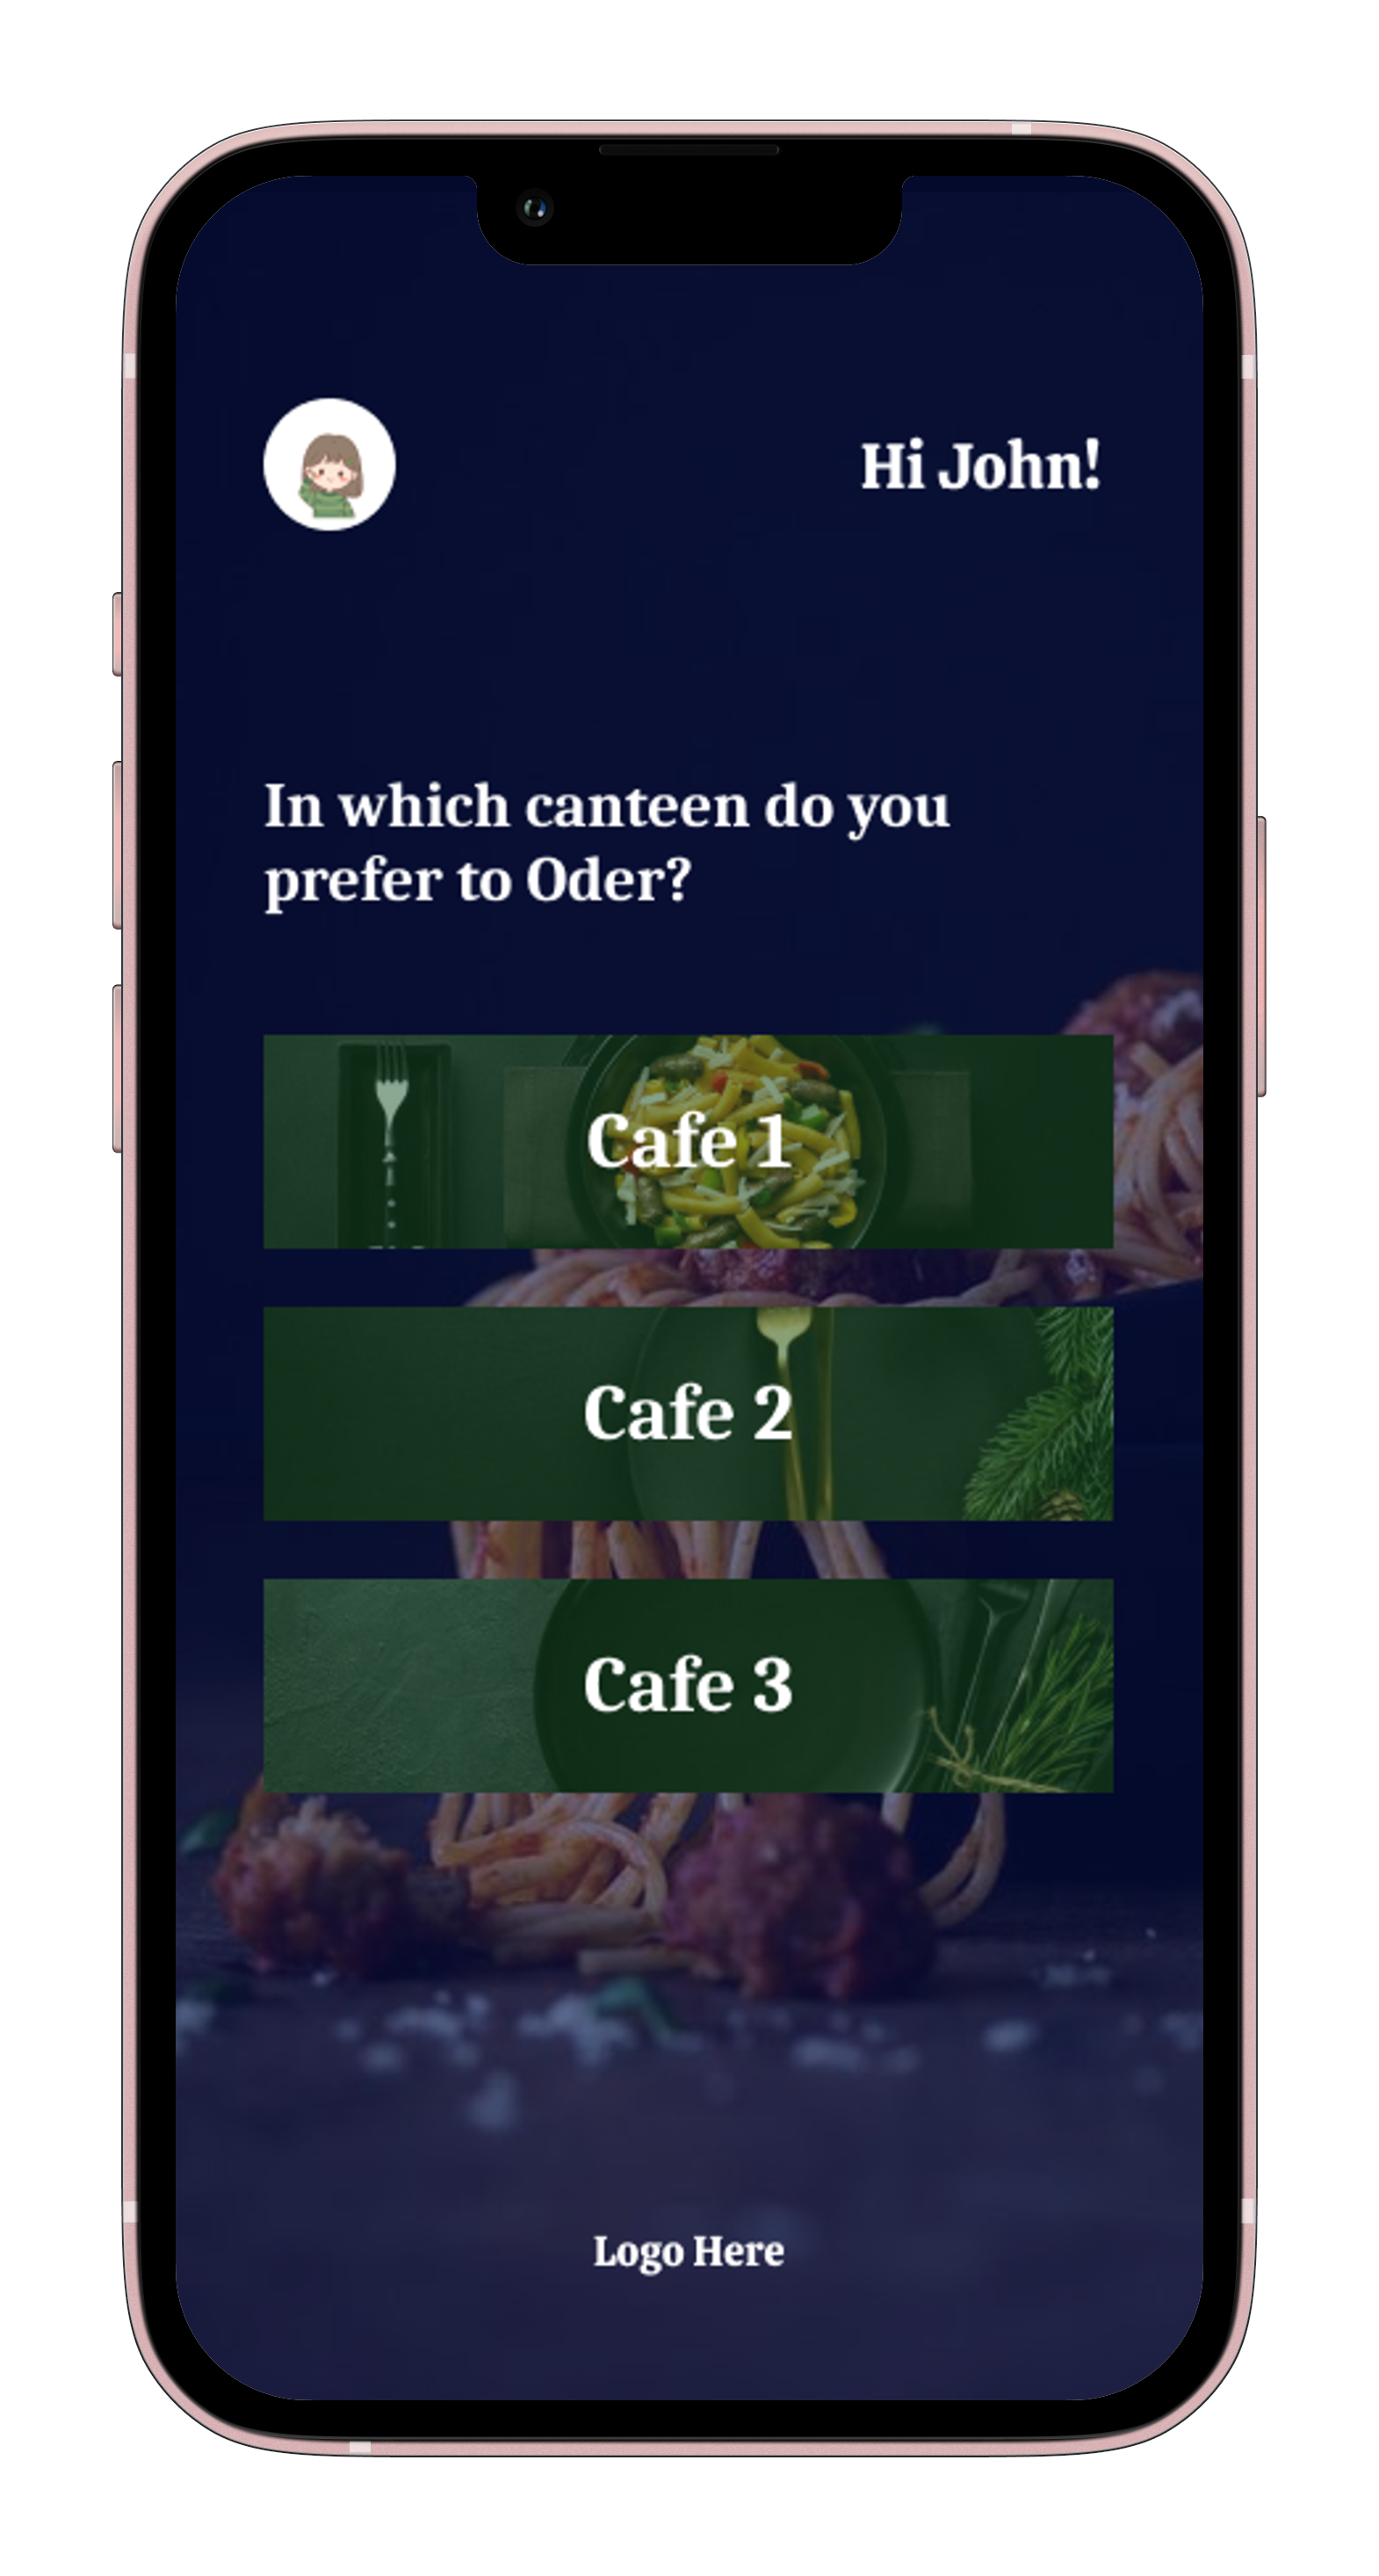 Hi John!
In which canteen do you
prefer to Oder?
Cafe 1
Cafe 2
Cafe 3
Logo Here